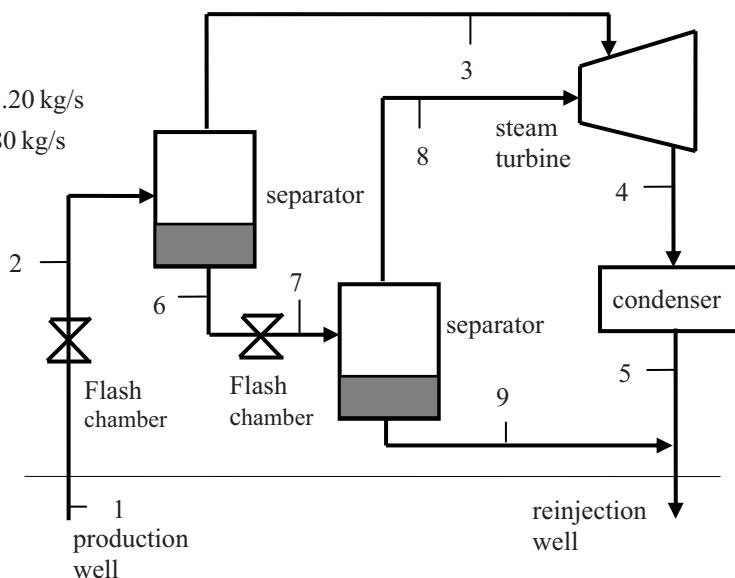 3
.20 kg/s
80 kg/s
8
steam
turbine
4
separator
2
6
7
condenser
separator
5
Flash
chamber
Flash
chamber
9
1
production
well
reinjection
well